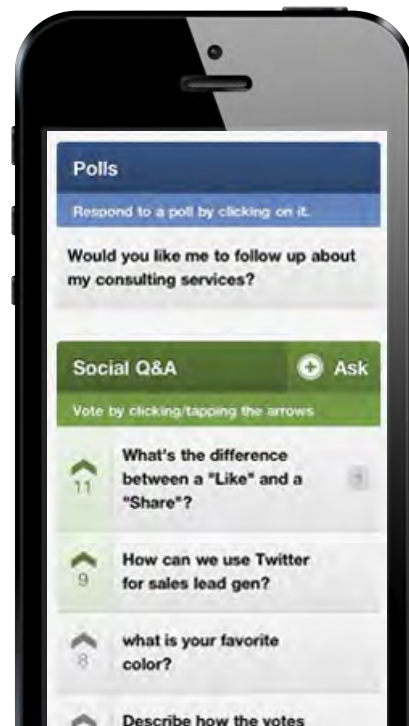 Polls
Respond to a poll by clicking on it.
Would you like me to follow up about
my consulting services?
Social Q&A
Ask
Vote by clicking/tapping the arrows
What's the difference
between a "Like" and a
"Share"?
11
1
How can we use Twitter
for sales lead gen?
9
what is your favorite
color?
8
Describe how the votes